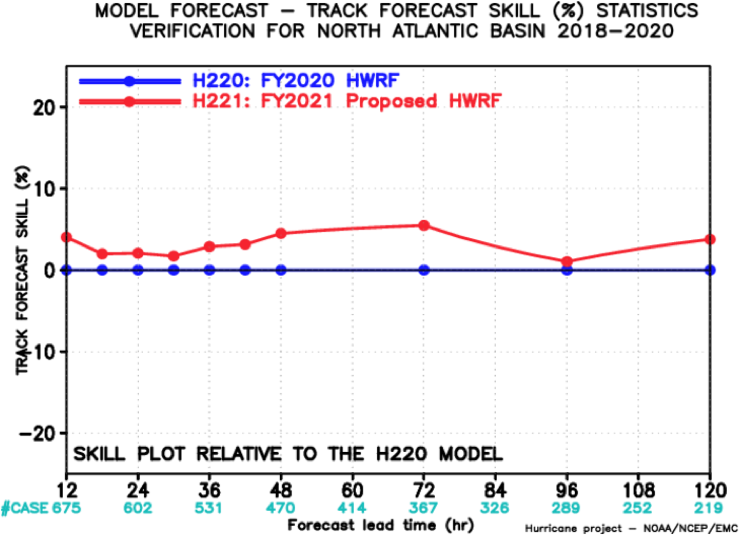 MODEL FORECAST − TRACK FORECAST SKILL (%) STATISTICS
VERIFICATION FOR NORTH ATLANTIC BASIN 2018−2020
H220: FY2020 HWRF
H221: FY2021 Proposed HWRF
TRACK FORECAST SKILL (%)
20
10
0
−10
−20
SKILL PLOT RELATIVE TO THE H220 MODEL
12 24 36 48 60 72 84 96 108 120
#CASE 675 602 531 470 414 367 326 289 252 219
Forecast lead time (hr)
Hurricane project − NOAA/NCEP/EMC